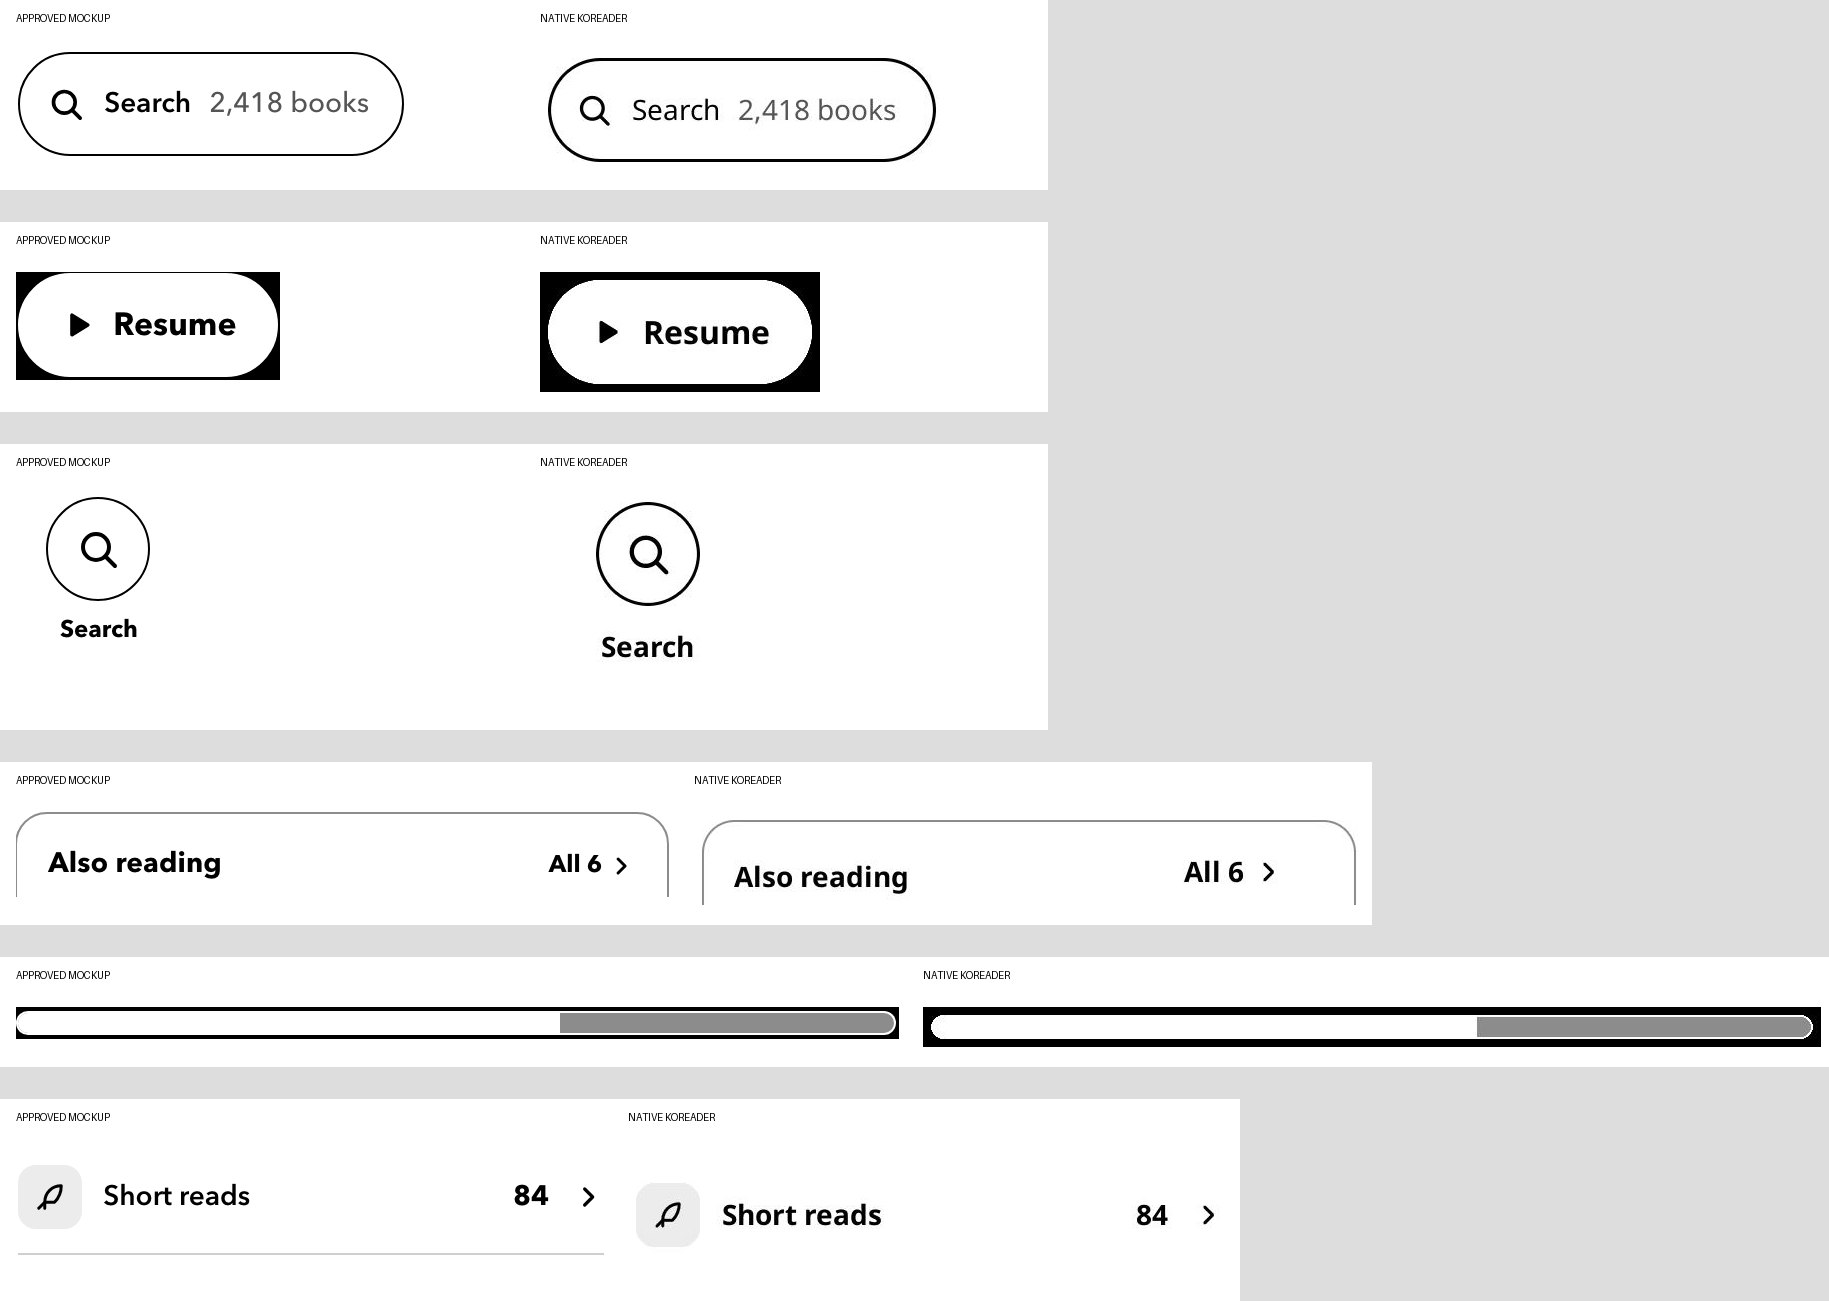 APPROVED MOCKUP
NATIVE KOREADER
Search 2,418 books
Search 2,418 books
APPROVED MOCKUP
NATIVE KOREADER
Resume
Resume
APPROVED MOCKUP
NATIVE KOREADER
Search
Search
APPROVED MOCKUP
NATIVE KOREADER
Also reading All 6
Also reading All 6
APPROVED MOCKUP
NATIVE KOREADER
APPROVED MOCKUP
NATIVE KOREADER
Short reads 84
Short reads 84